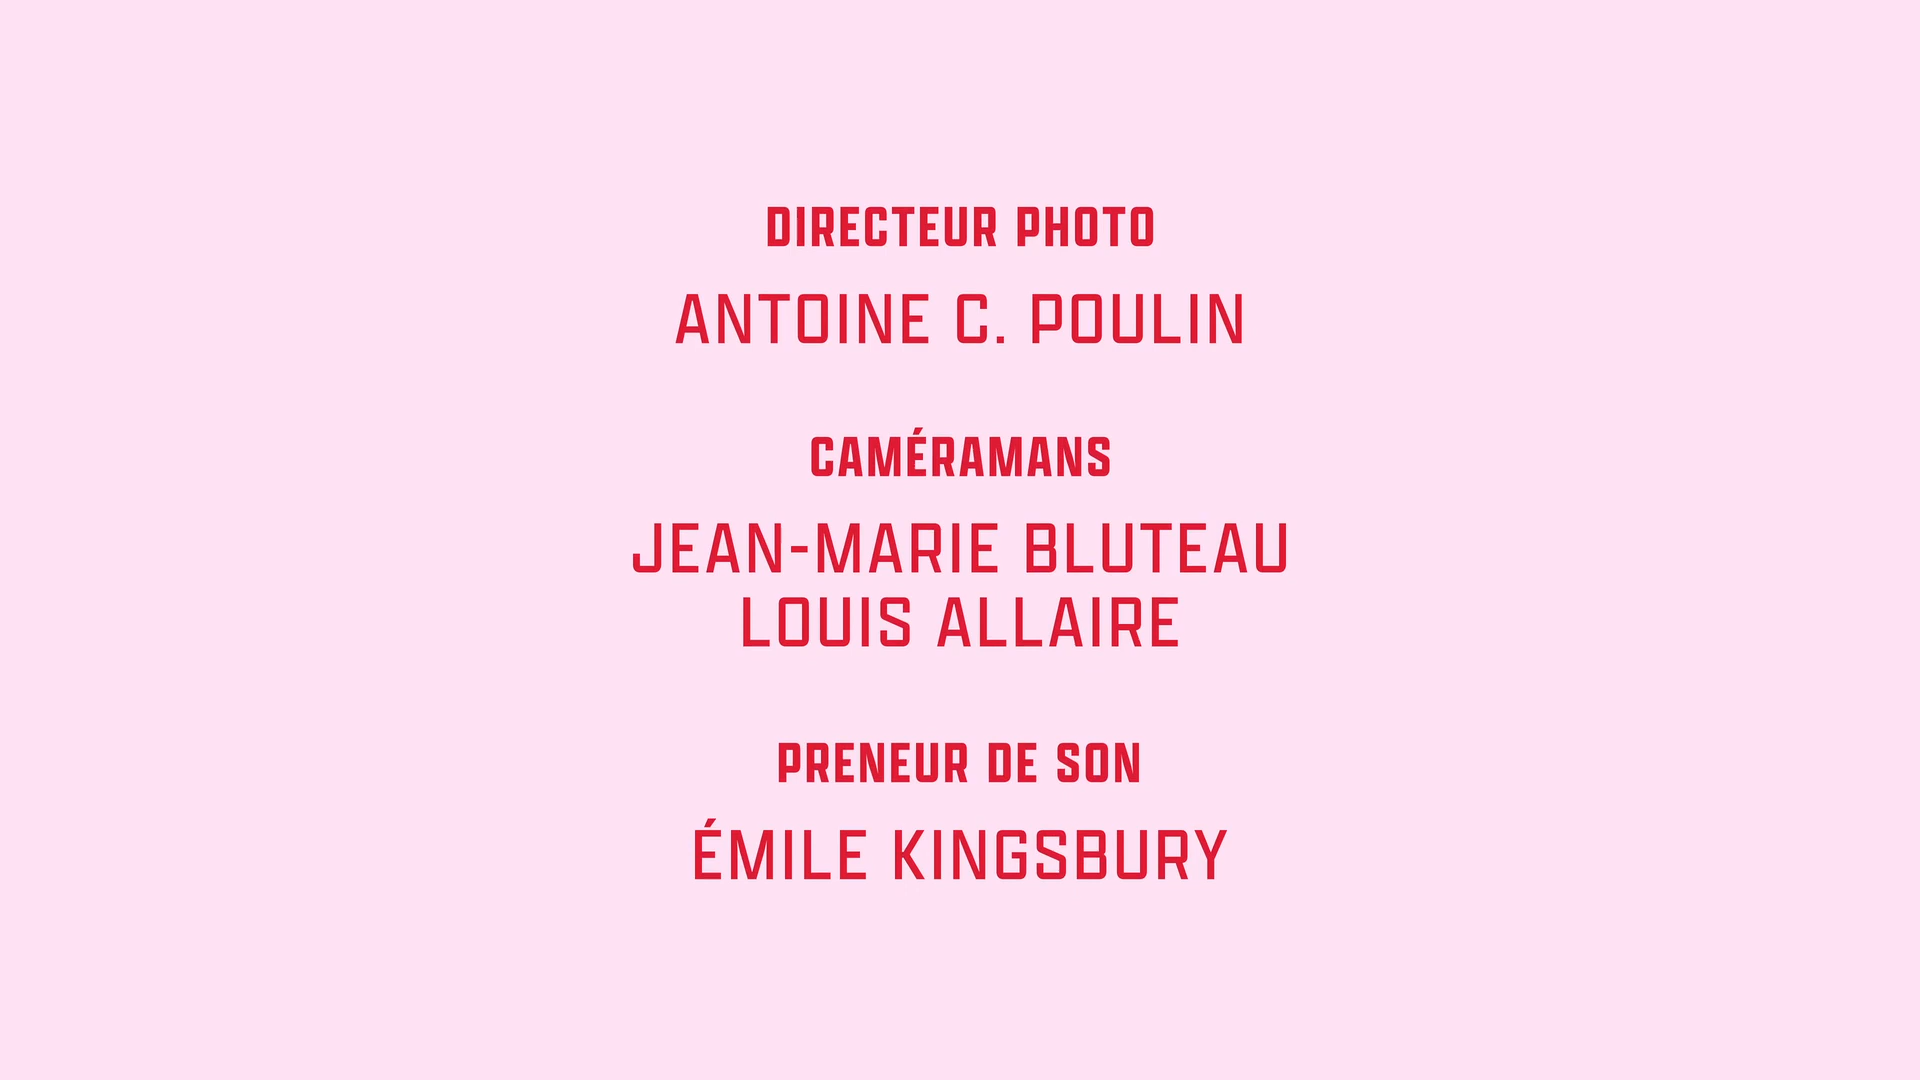 DIRECTEUR PHOTO
ANTOINE C. POULIN
CAMÉRAMANS
JEAN-MARIE BLUTEAU
LOUIS ALLAIRE
PRENEUR DE SON
ÉMILE KINGSBURY